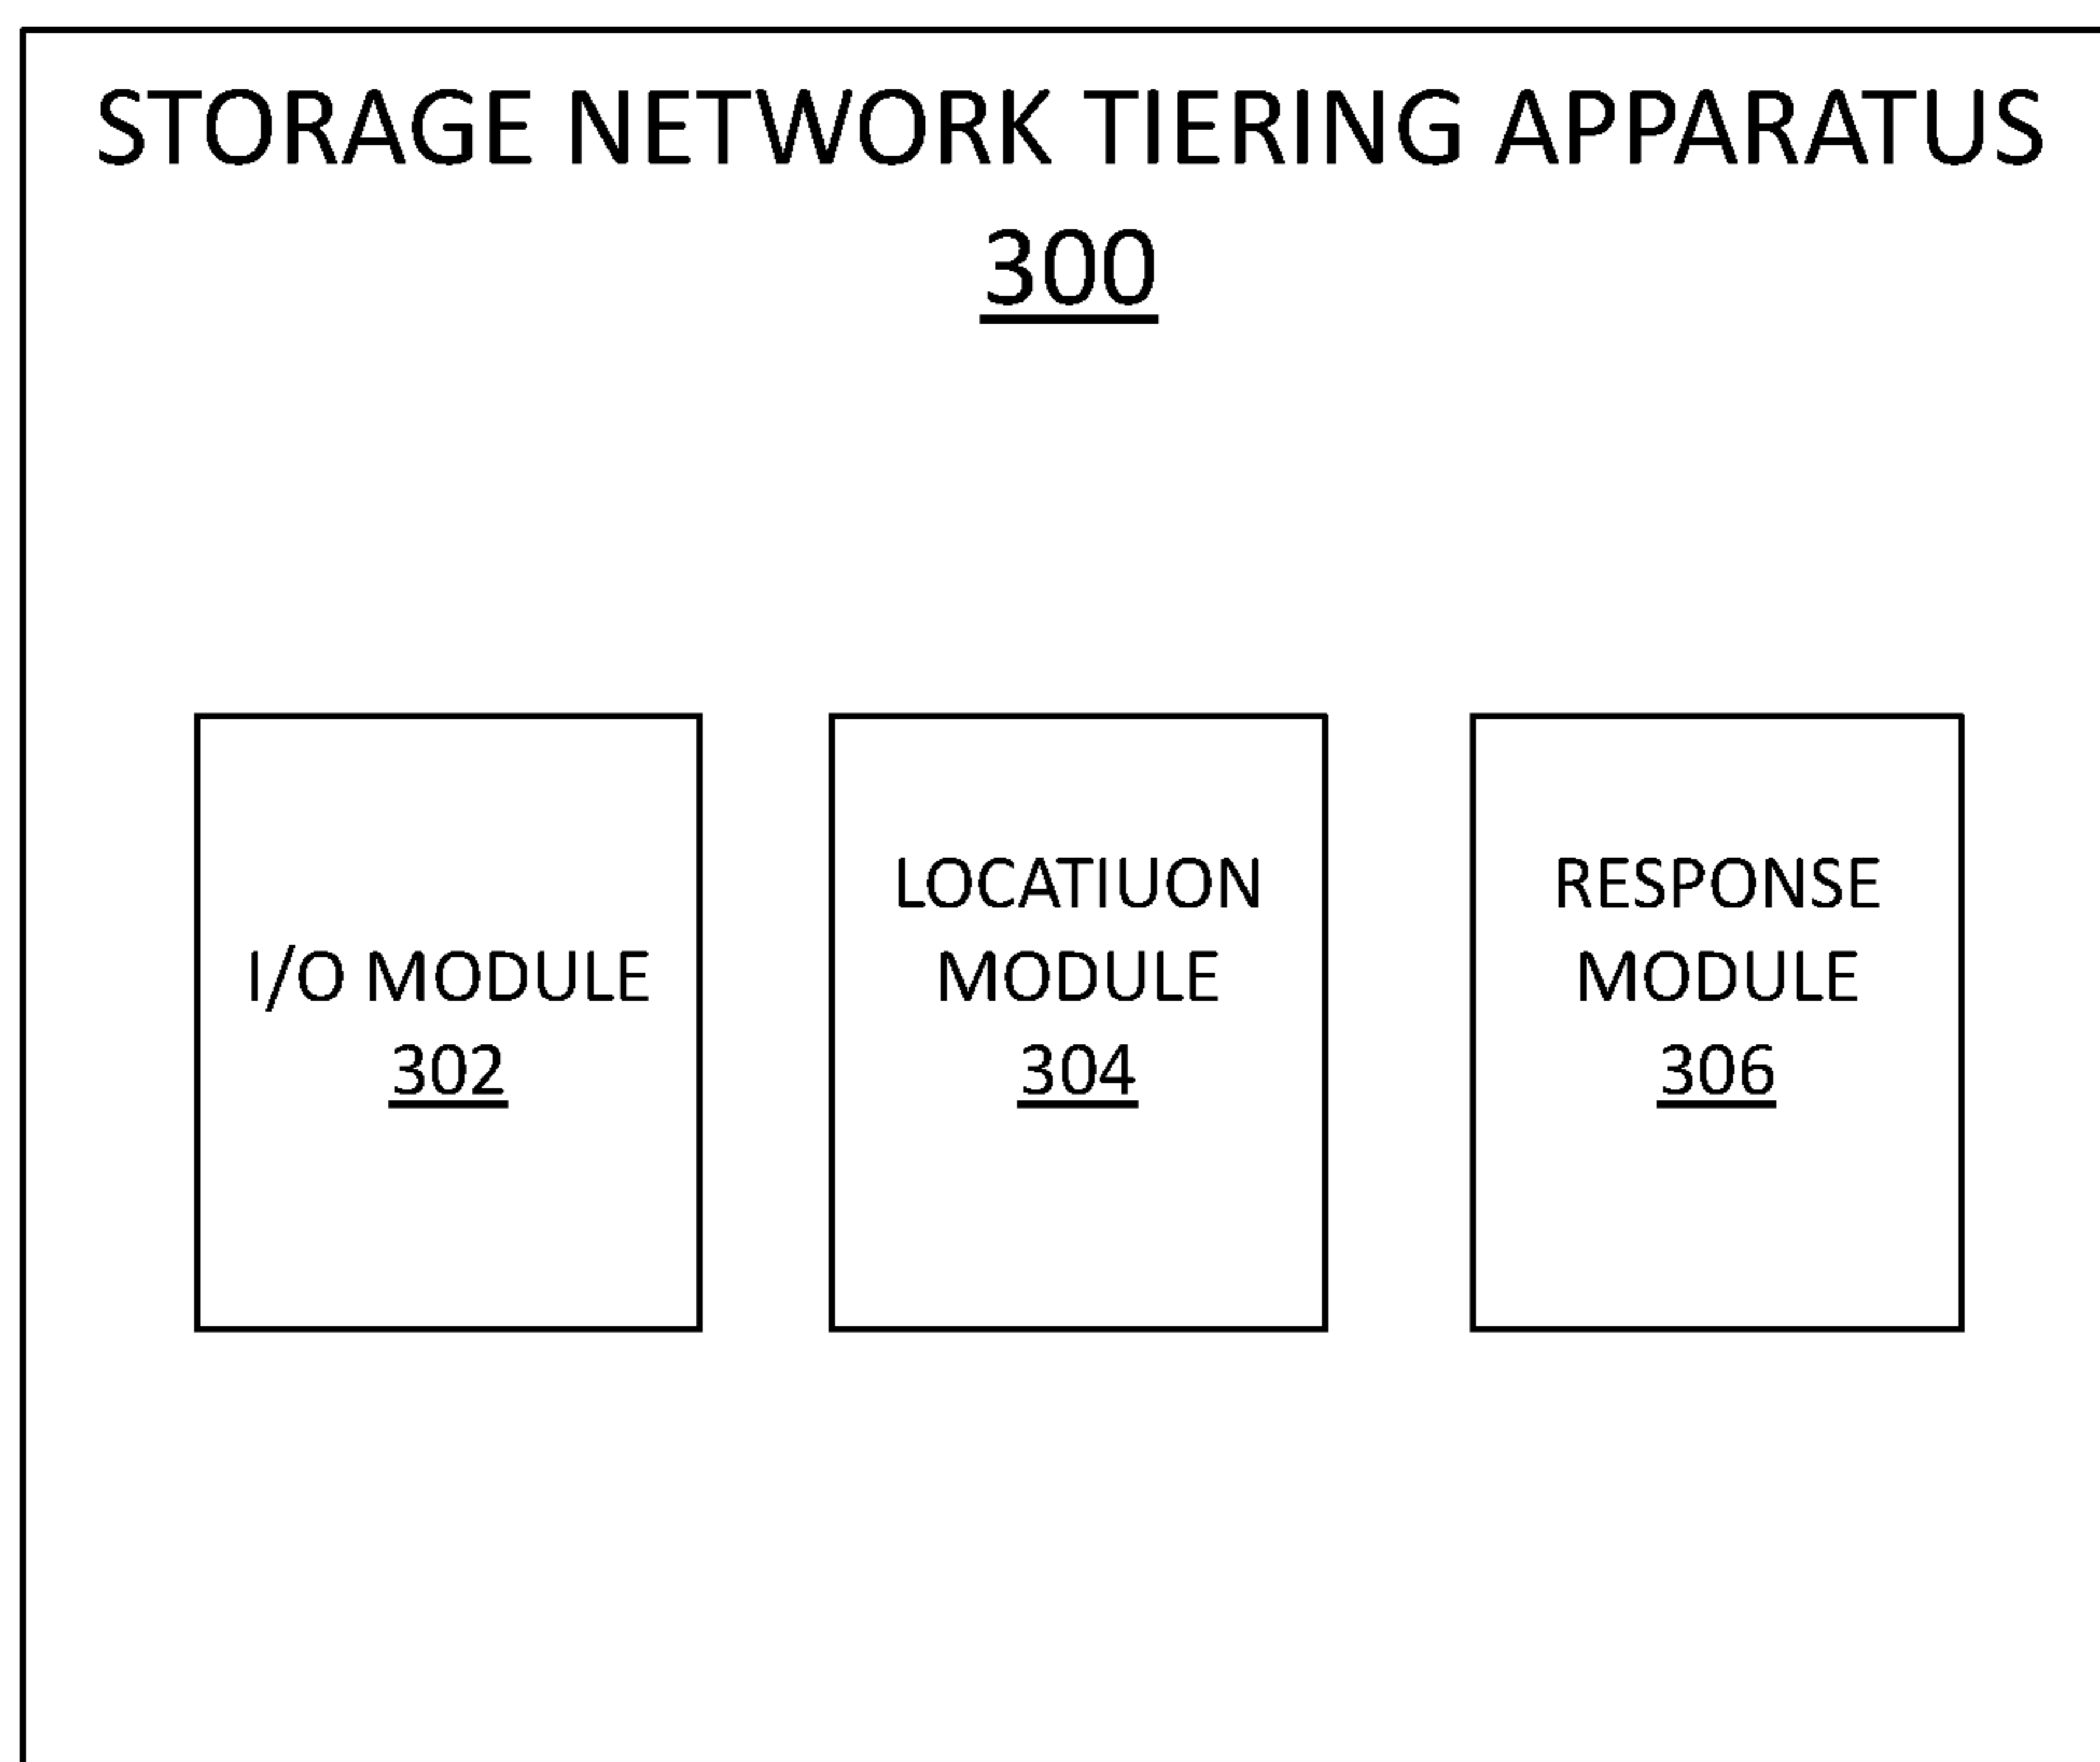 STORAGE NETWORK TIERING APPARATUS
300
I/O MODULE
302
LOCATIUON
MODULE
304
RESPONSE
MODULE
306